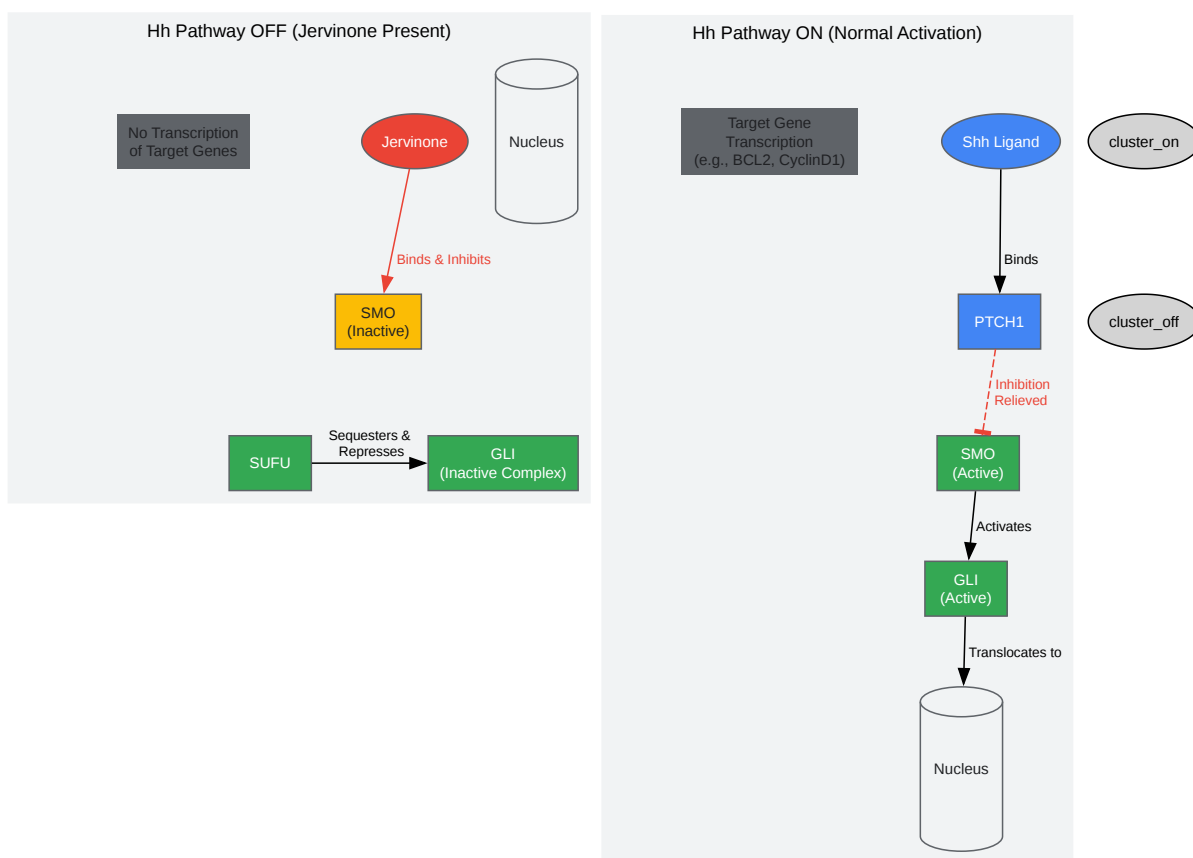 Hh Pathway OFF (Jervinone Present)
No Transcription
of Target Genes
Jervinone
Nucleus
Binds & Inhibits
SMO
(Inactive)
SUFU
Sequesters &
Represses
GLI
(Inactive Complex)
Hh Pathway ON (Normal Activation)
Target Gene
Transcription
(e.g., BCL2, CyclinD1)
Shh Ligand
Binds
PTCH1
Inhibition
Relieved
SMO
(Active)
Activates
GLI
(Active)
Translocates to
Nucleus
cluster_on
cluster_off